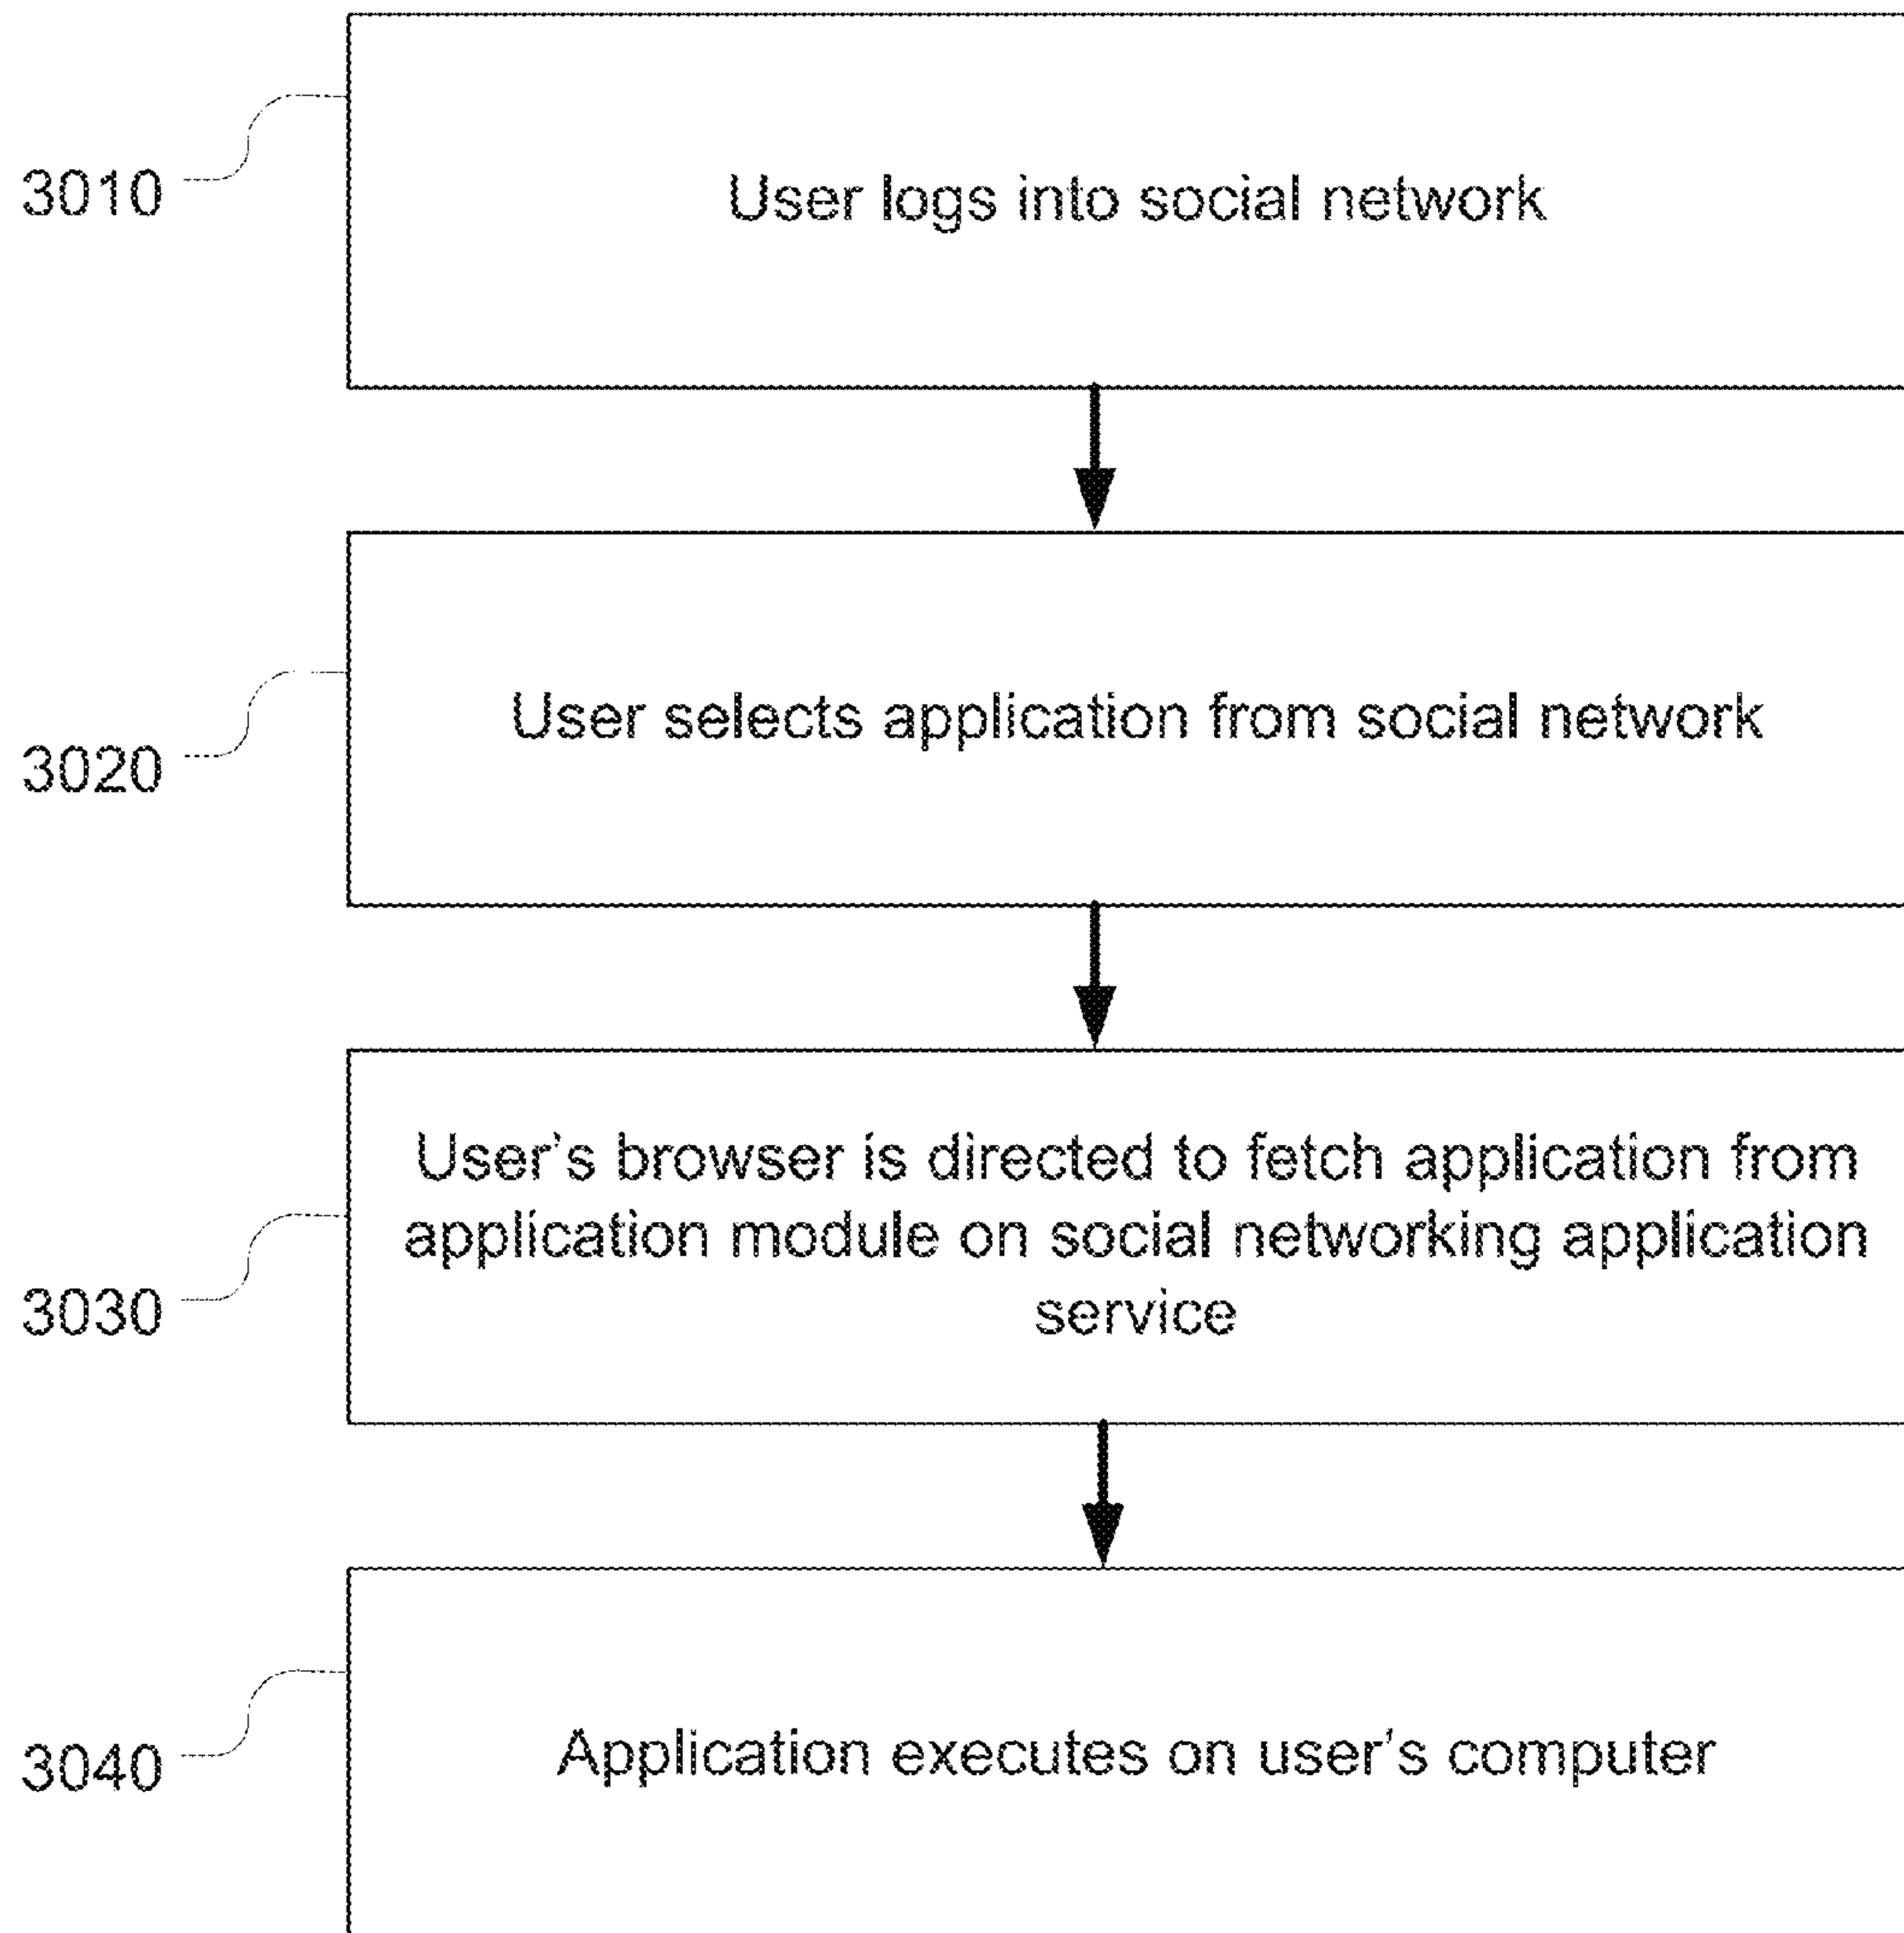 3010
User logs into social network
3020
User selects application from social network
3030
User's browser is directed to fetch application from
application module on social networking application
service
3040
Application executes on user's computer